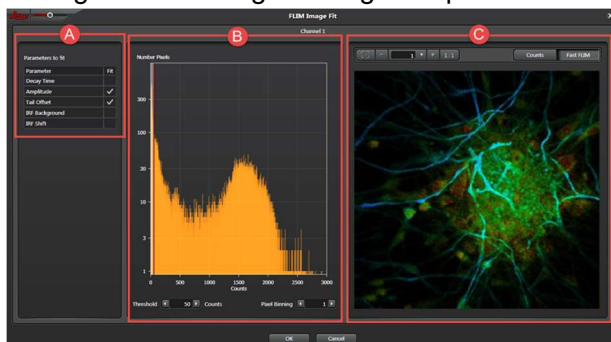 FLIM Image Fit
Channel 1
A
B
C
Parameters to fit
Parameter Fit
Decay Time
Amplitude
Tail Offset
IRF Background
IRF Shift
Number Pixels
300
100
30
10
3
1
0 500 1000 1500 2000 2500 3000
Counts
Threshold 50 Counts Pixel Binning 1
1 1:1 Counts Fast FLIM
OK Cancel